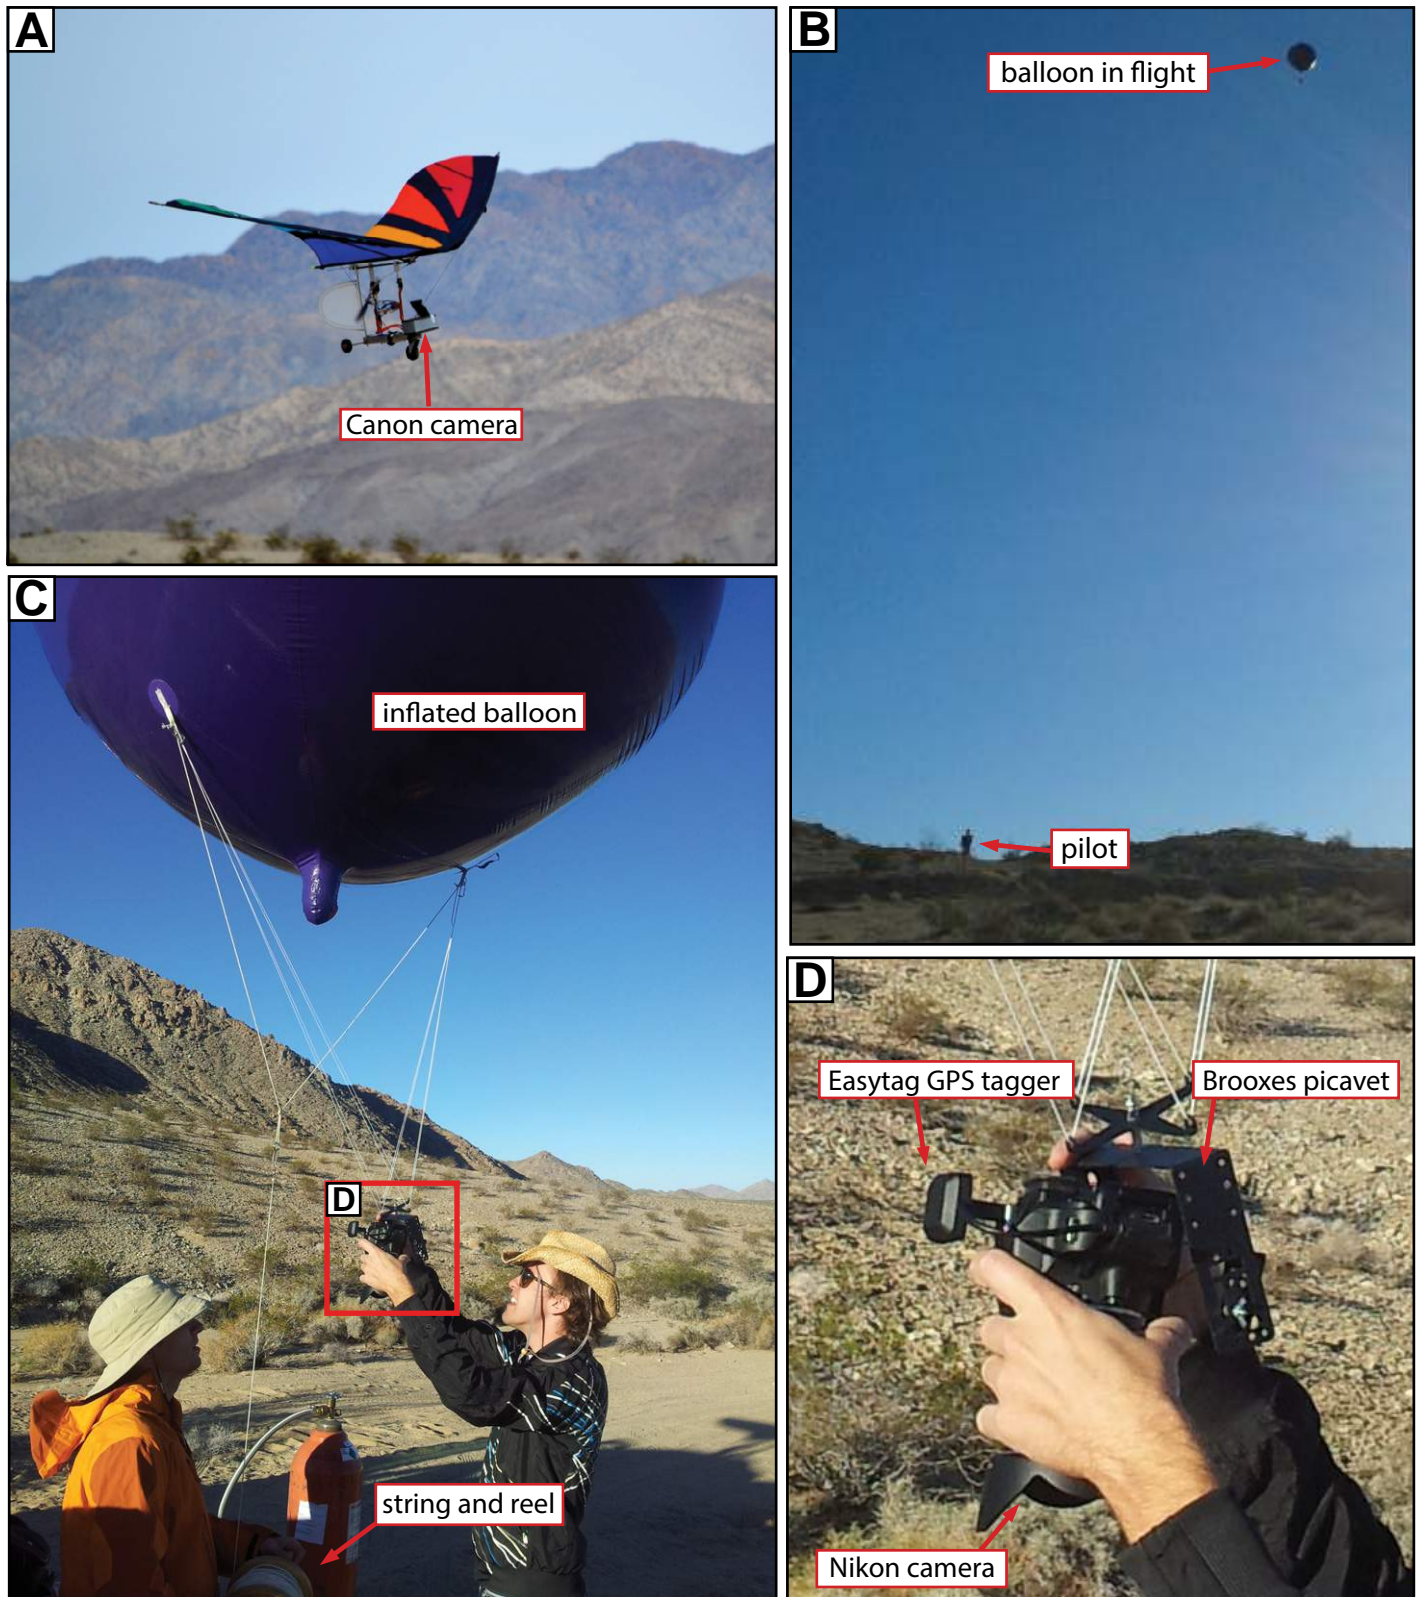 A
Canon camera
B
balloon in flight
pilot
C
inflated balloon
D
string and reel
D
Easytag GPS tagger
Brooxes picavet
Nikon camera